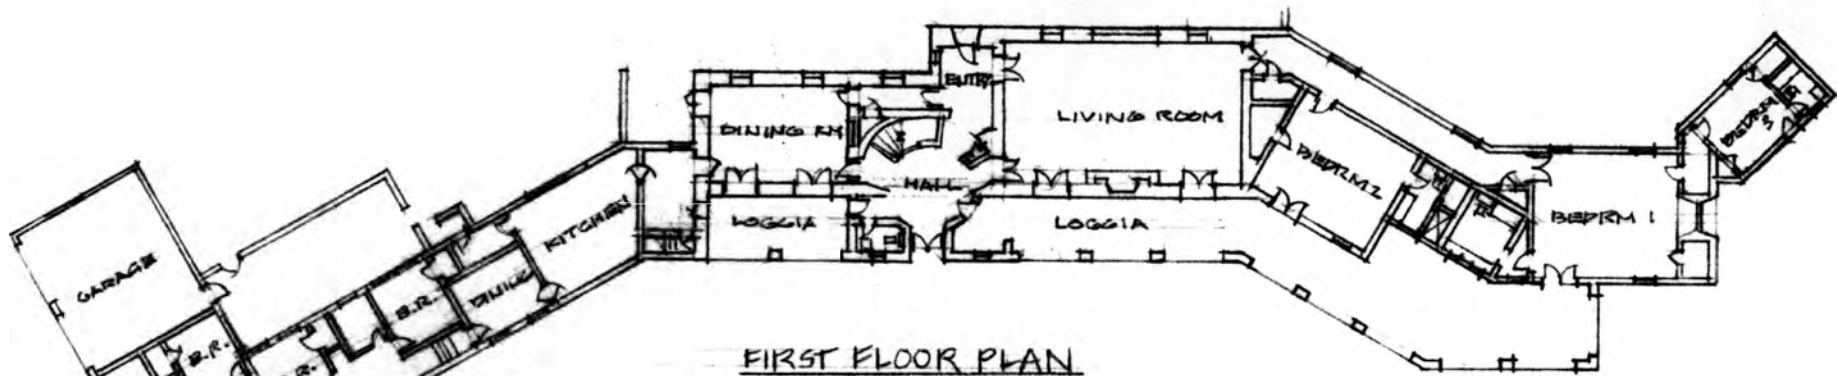 ENTRY
LIVING ROOM
DINING RM
BEDRM
3
HALL
BEDRM 2
BEDRM 1
LOGGIA
LOGGIA
KITCHEN
GARAGE
DINING
B.R.
B.R.
FIRST FLOOR PLAN